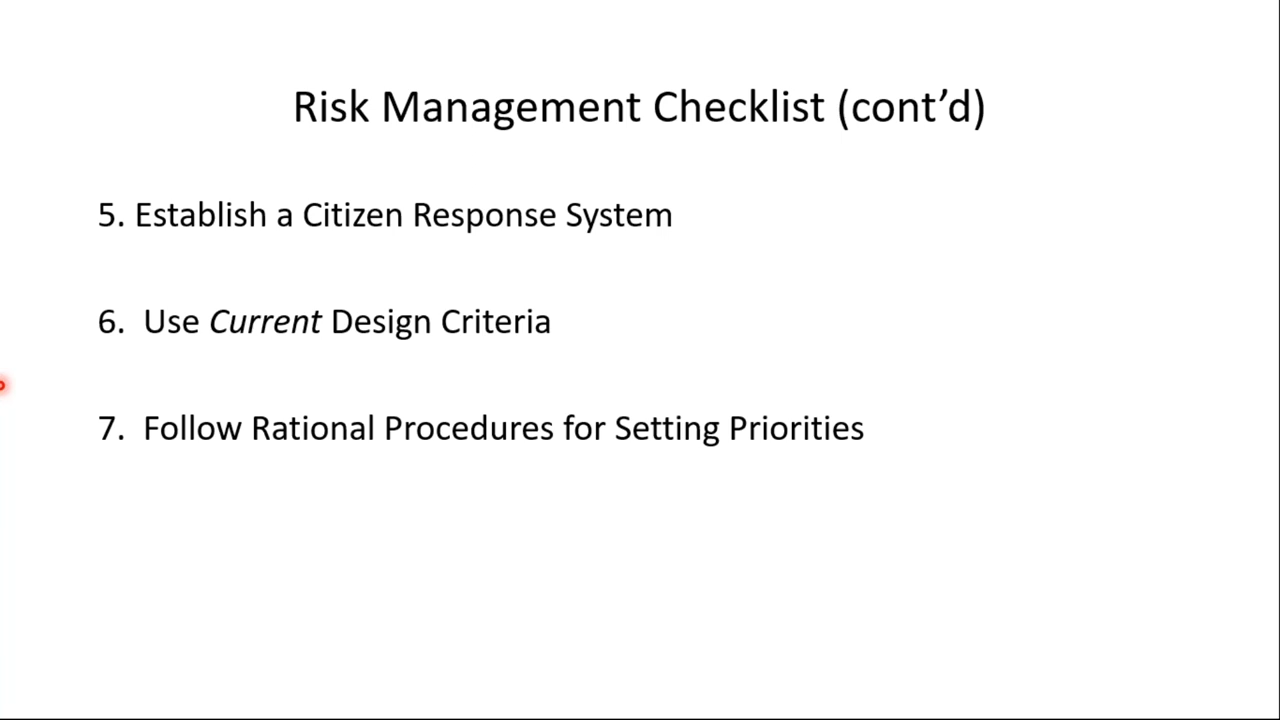 Risk Management Checklist (cont’d)
5. Establish a Citizen Response System
6. Use Current Design Criteria
7. Follow Rational Procedures for Setting Priorities